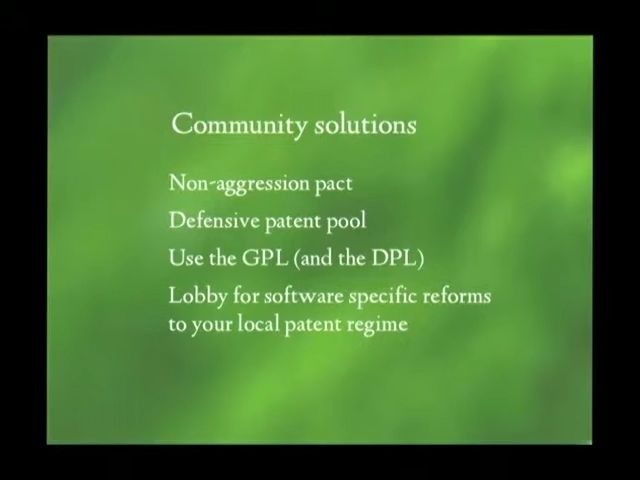 Community solutions
Non-aggression pact
Defensive patent pool
Use the GPL (and the DPL)
Lobby for software specific reforms
to your local patent regime